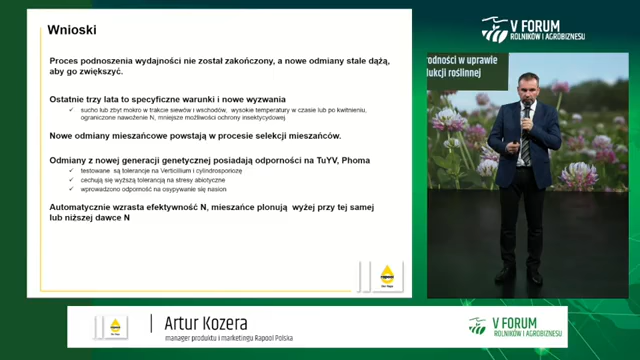 Wnioski
Proces podnoszenia wydajności nie został zakończony, a nowe odmiany stale dążą,
aby go zwiększyć.
Ostatnie trzy lata to specyficzne warunki i nowe wyzwania
✓ sucho lub zbyt mokro w trakcie siewów i wschodów, wysokie temperatury w czasie lub po kwitnieniu,
ograniczone nawożenie N, mniejsze możliwości ochrony insektycydowej
Nowe odmiany mieszańcowe powstają w procesie selekcji mieszańców.
Odmiany z nowej generacji genetycznej posiadają odporności na TuYV, Phoma
✓ testowane są tolerancje na Verticilium i cylindrosporiozę
✓ cechują się wyższą tolerancją na stresy abiotyczne
✓ wprowadzono odporność na osypywanie się nasion
Automatycznie wzrasta efektywność N, mieszańce plonują wyżej przy tej samej
lub niższej dawce N
rapool
V FORUM
ROLNIKÓW I AGROBIZNESU
rodności w uprawie
dukcji roślinnej
Artur Kozera
manager produktu i marketingu Rapool Polska
V FORUM
ROLNIKÓW I AGROBIZNESU